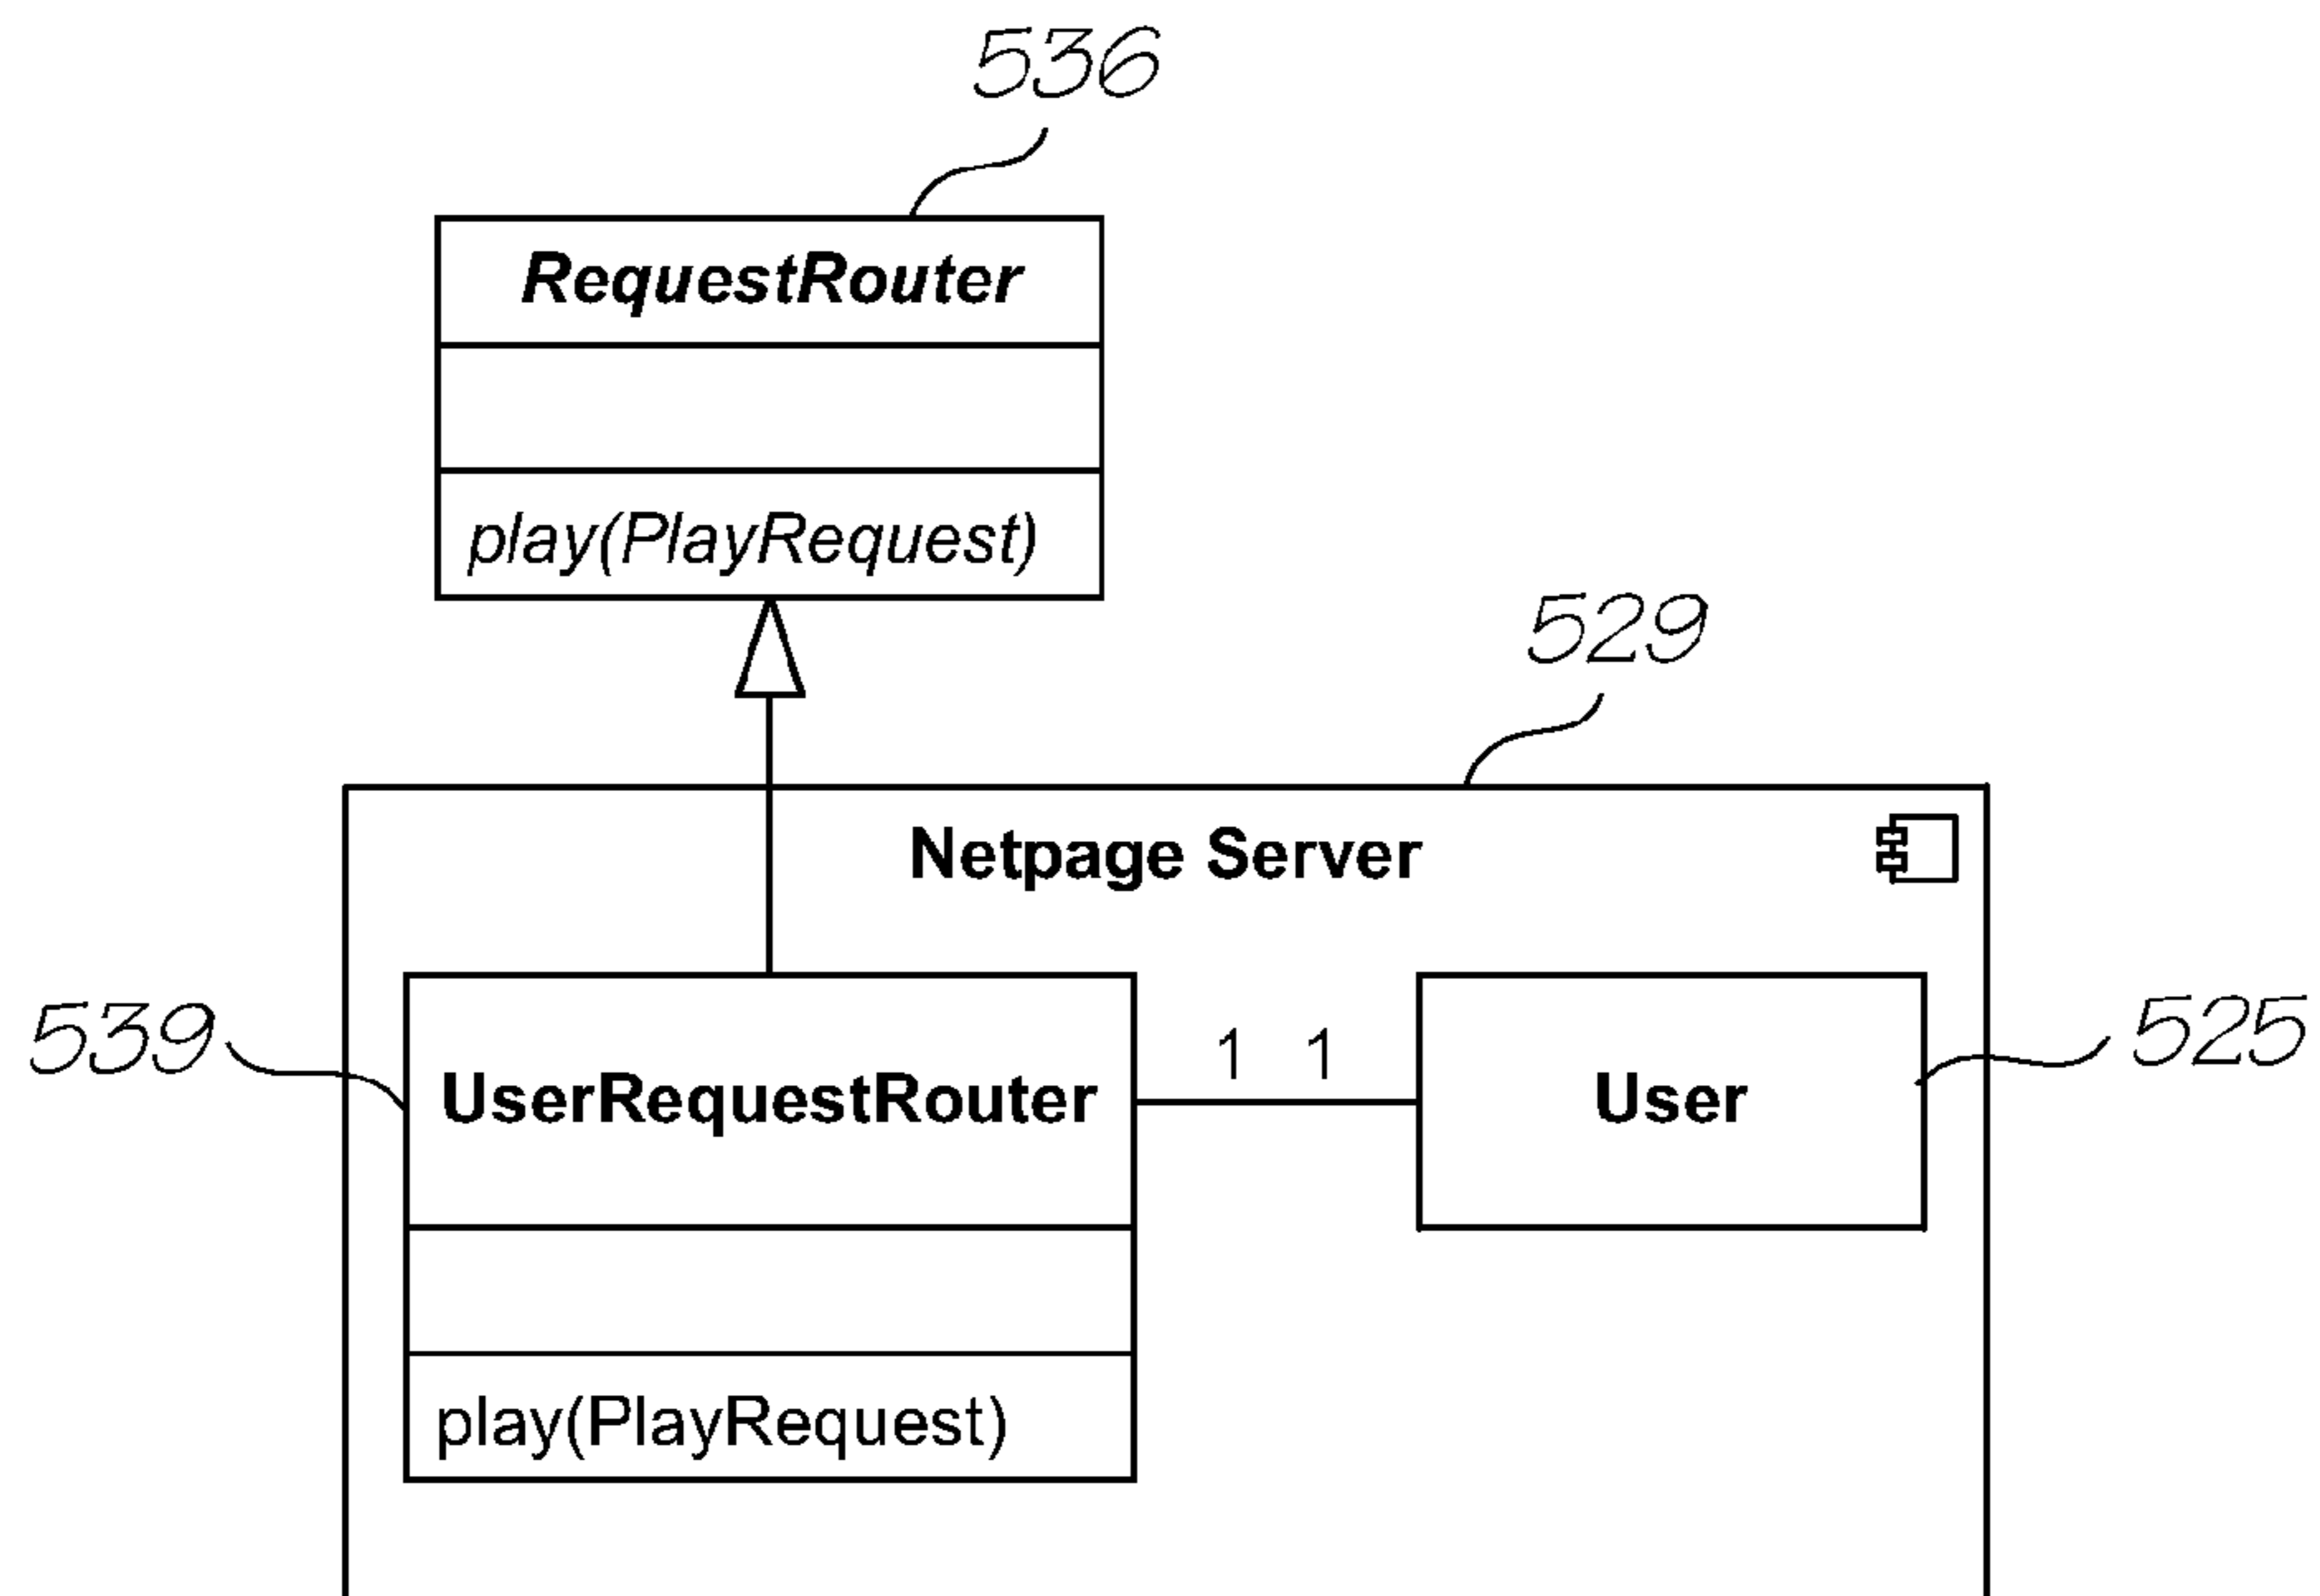 536
RequestRouter
play(PlayRequest)
529
Netpage Server
539
UserRequestRouter
1 1
User
525
play(PlayRequest)